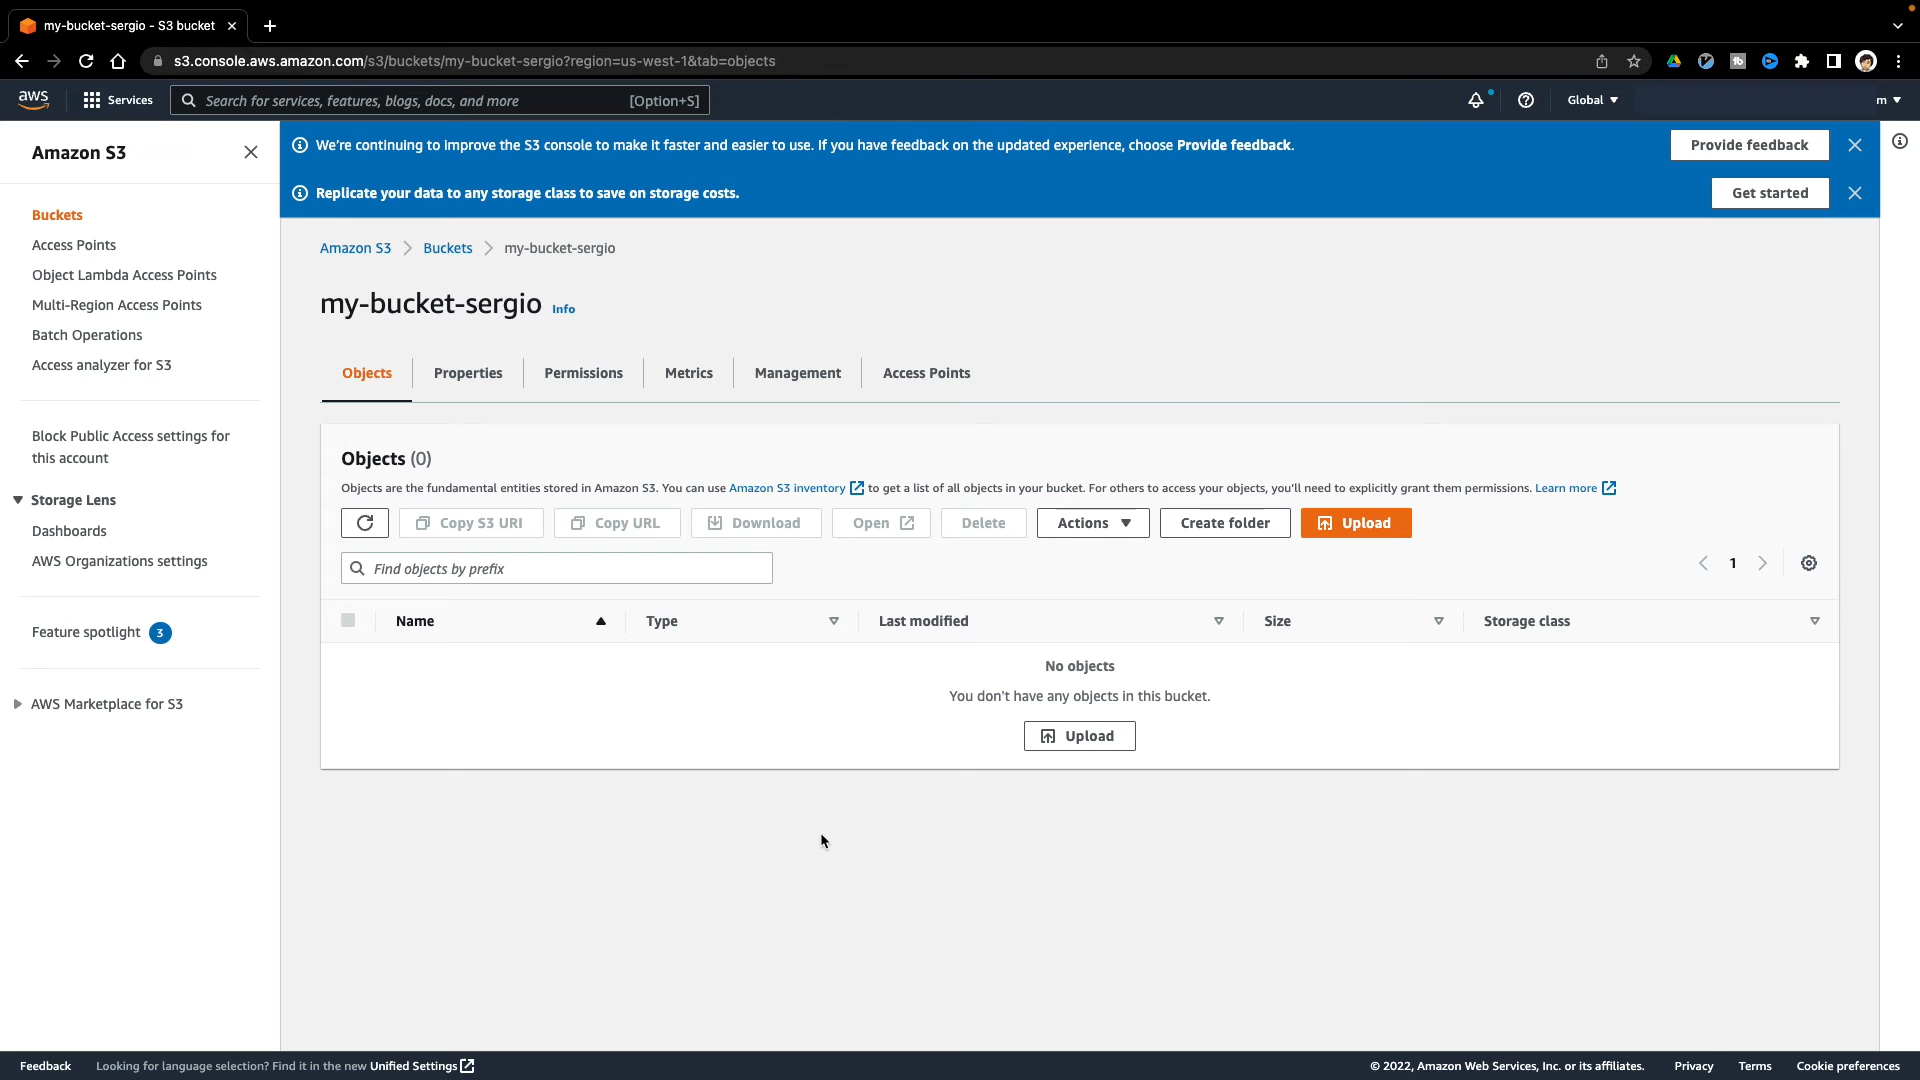 my-bucket-sergio - S3 bucket
s3.console.aws.amazon.com/s3/buckets/my-bucket-sergio?region=us-west-1&tab=objects
aws
Services
Search for services, features, blogs, docs, and more
[Option+S]
Global
m
Amazon S3
We're continuing to improve the S3 console to make it faster and easier to use. If you have feedback on the updated experience, choose Provide feedback.
Provide feedback
Replicate your data to any storage class to save on storage costs.
Get started
Buckets
Access Points
Object Lambda Access Points
Multi-Region Access Points
Batch Operations
Access analyzer for S3
Block Public Access settings for
this account
Storage Lens
Dashboards
AWS Organizations settings
Feature spotlight 3
AWS Marketplace for S3
Amazon S3
Buckets
my-bucket-sergio
my-bucket-sergio Info
Objects
Properties
Permissions
Metrics
Management
Access Points
Objects (0)
Objects are the fundamental entities stored in Amazon S3. You can use Amazon S3 inventory to get a list of all objects in your bucket. For others to access your objects, you'll need to explicitly grant them permissions. Learn more
Copy S3 URI
Copy URL
Download
Open
Delete
Actions
Create folder
Upload
Find objects by prefix
1
Name
Type
Last modified
Size
Storage class
No objects
You don't have any objects in this bucket.
Upload
Feedback
Looking for language selection? Find it in the new Unified Settings
© 2022, Amazon Web Services, Inc. or its affiliates.
Privacy
Terms
Cookie preferences